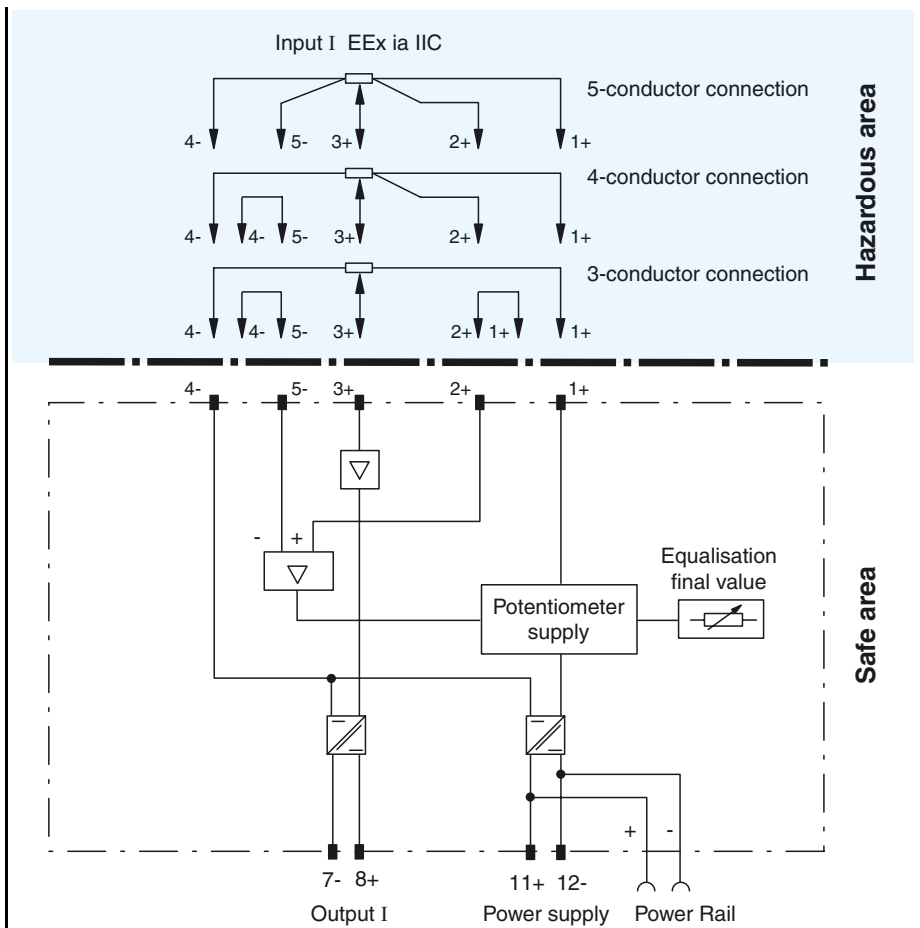 Input I EEx ia IIC
5-conductor connection
4- 5- 3+ 2+ 1+
4-conductor connection
4- 4- 5- 3+ 2+ 1+
3-conductor connection
4- 4- 5- 3+ 2+ 1+ 1+
Hazardous area
4- 5- 3+ 2+ 1+
- +
Equalisation
final value
Potentiometer
supply
Safe area
+ -
7- 8+ 11+ 12-
Output I Power supply Power Rail